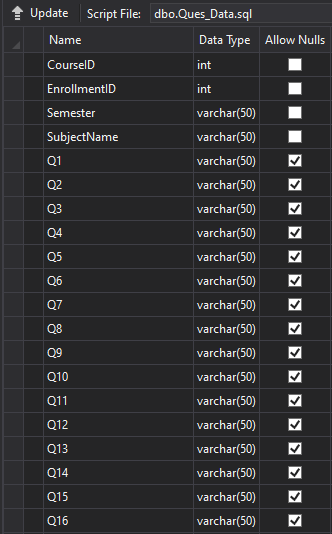 Update Script File: dbo.Ques_Data.sql
Name Data Type Allow Nulls
CourseID int
EnrollmentID int
Semester varchar(50)
SubjectName varchar(50)
Q1 varchar(50)
Q2 varchar(50)
Q3 varchar(50)
Q4 varchar(50)
Q5 varchar(50)
Q6 varchar(50)
Q7 varchar(50)
Q8 varchar(50)
Q9 varchar(50)
Q10 varchar(50)
Q11 varchar(50)
Q12 varchar(50)
Q13 varchar(50)
Q14 varchar(50)
Q15 varchar(50)
Q16 varchar(50)